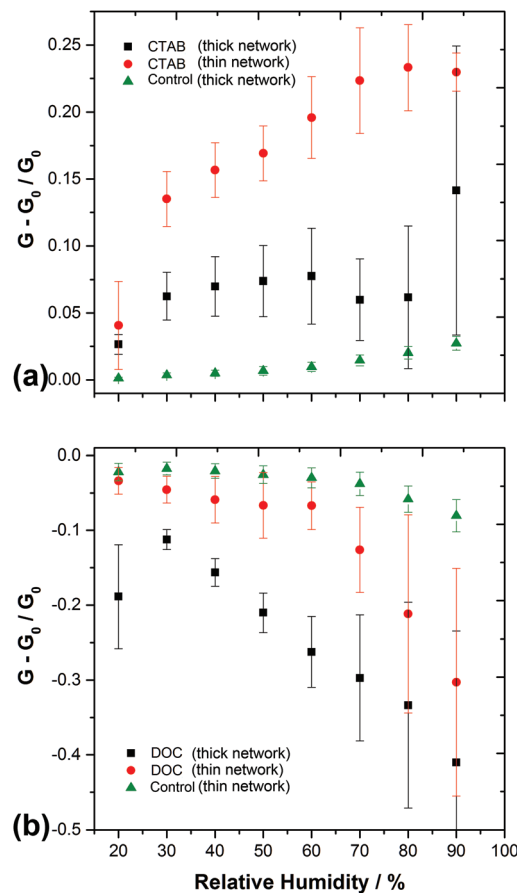 0.25
0.20
0.15
0.10
0.05
0.00
G - G0 / G0
CTAB (thick network)
CTAB (thin network)
Control (thick network)
(a)
0.0
-0.1
-0.2
-0.3
-0.4
-0.5
G - G0 / G0
DOC (thick network)
DOC (thin network)
Control (thin network)
(b)
20 30 40 50 60 70 80 90 100
Relative Humidity / %